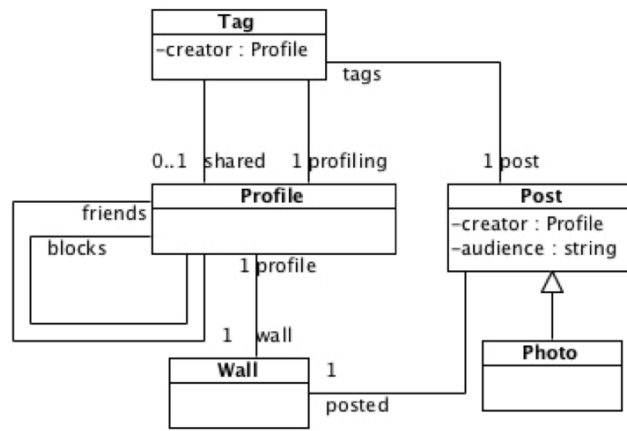 Tag
-creator : Profile
tags
0..1 shared
1 profiling
1 post
Profile
Post
friends
-creator : Profile
-audience : string
blocks
1 profile
1 wall
Photo
Wall
1
posted